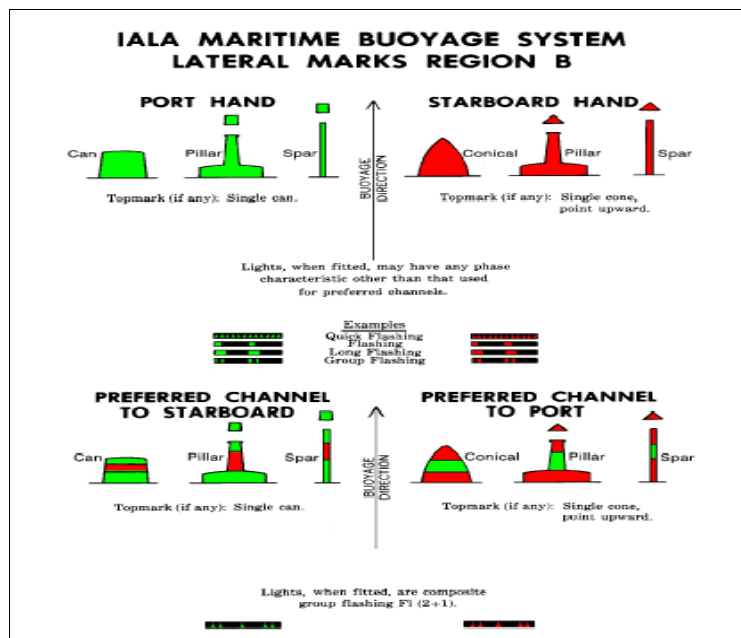 IALA MARITIME BUOYAGE SYSTEM
LATERAL MARKS REGION B
PORT HAND
STARBOARD HAND
Can
Pillar
Spar
BUOYAGE
DIRECTION
Conical
Pillar
Spar
Topmark (if any): Single can.
Topmark (if any): Single cone,
point upward.
Lights, when fitted, may have any phase
characteristic other than that used
for preferred channels.
Examples
Quick Flashing
Flashing
Long Flashing
Group Flashing
PREFERRED CHANNEL
TO STARBOARD
PREFERRED CHANNEL
TO PORT
Can
Pillar
Spar
BUOYAGE
DIRECTION
Conical
Pillar
Spar
Topmark (if any): Single can.
Topmark (if any): Single cone,
point upward.
Lights, when fitted, are composite
group flashing Fl (2+1).